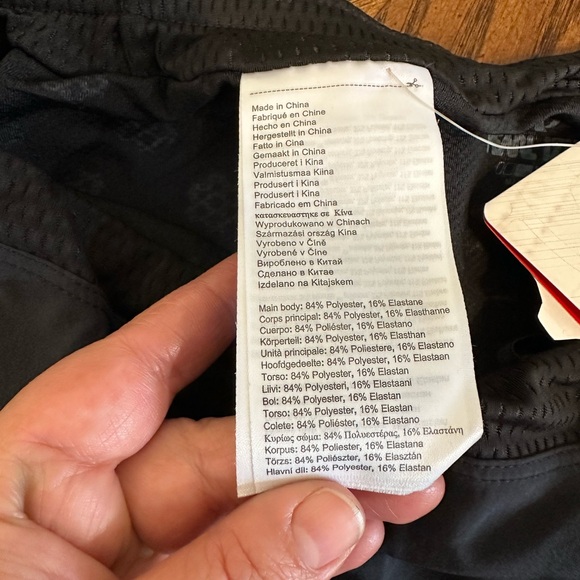 Made in China
Fabriqué en Chine
Hecho en China
Hergestellt in China
Fatto in Cina
Gemaakt in China
Produceret i Kina
Valmistusmaa Kiina
Produsert i Kina
Produsert i Kina
Fabricado em China
κατασκευαστηκε σε Κίνα
Wyprodukowano w Chinach
Származási ország Kina
Vyrobeno v Číně
Vyrobené v Číne
Вироблено в Китай
Сделано в Китае
Izdelano na Kitajskem
Main body: 84% Polyester, 16% Elastane
Corps principal: 84% Polyester, 16% Elasthanne
Cuerpo: 84% Poliéster, 16% Elastano
Körperteil: 84% Polyester, 16% Elasthan
Unità principale: 84% Poliestere, 16% Elastano
Hoofdgedeelte: 84% Polyester, 16% Elastaan
Torso: 84% Polyester, 16% Elastan
Liivi: 84% Polyesteri, 16% Elastaani
Bol: 84% Polyester, 16% Elastan
Torso: 84% Polyester, 16% Elastan
Colete: 84% Poliéster, 16% Elastano
Κυρίως σώμα: 84% Πολυεστέρας, 16% Ελαστάνη
Korpus: 84% Poliester, 16% Elastana
Törzs: 84% Poliészter, 16% Elasztán
Hlavní díl: 84% Polyester, 16% Elastan